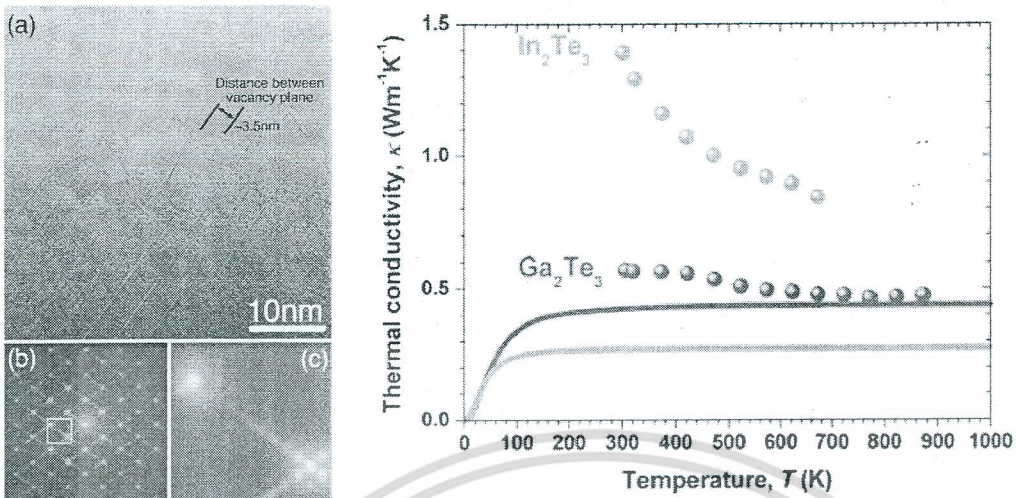 (a)
Distance between
vacancy plane
~3.5nm
10nm
(b)
(c)
1.5
1.0
0.5
0.0
Thermal conductivity, κ (Wm⁻¹K⁻¹)
In₂Te₃
Ga₂Te₃
0 100 200 300 400 500 600 700 800 900 1000
Temperature, T (K)